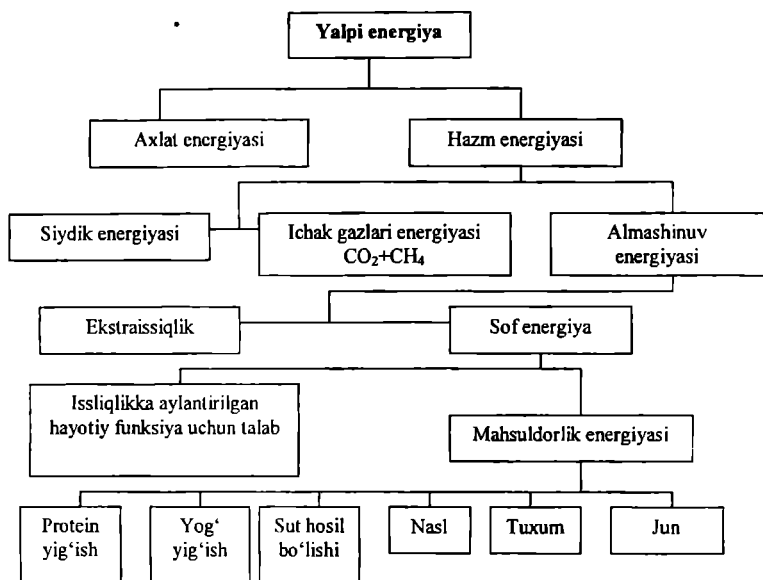 Yalpi energiya
Axlat energiyasi
Hazm energiyasi
Siydik energiyasi
Ichak gazlari energiyasi
CO₂+CH₄
Almashinuv
energiyasi
Ekstraissiqlik
Sof energiya
Issliqlikka aylantirilgan
hayotiy funksiya uchun talab
Mahsuldorlik energiyasi
Protein
yig‘ish
Yog‘
yig‘ish
Sut hosil
bo‘lishi
Nasl
Tuxum
Jun